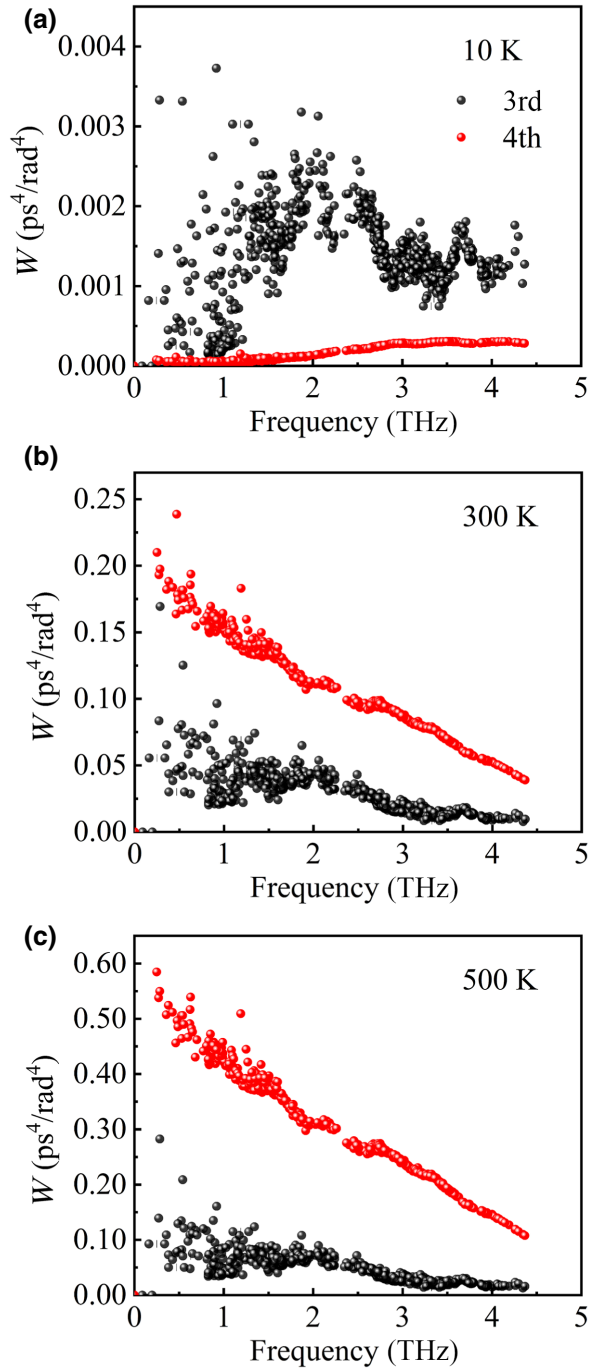 (a)
10 K
3rd
4th
0.004
0.003
0.002
0.001
0.000
W (ps⁴/rad⁴)
0 1 2 3 4 5
Frequency (THz)
(b)
300 K
0.25
0.20
0.15
0.10
0.05
0.00
W (ps⁴/rad⁴)
0 1 2 3 4 5
Frequency (THz)
(c)
500 K
0.60
0.50
0.40
0.30
0.20
0.10
0.00
W (ps⁴/rad⁴)
0 1 2 3 4 5
Frequency (THz)